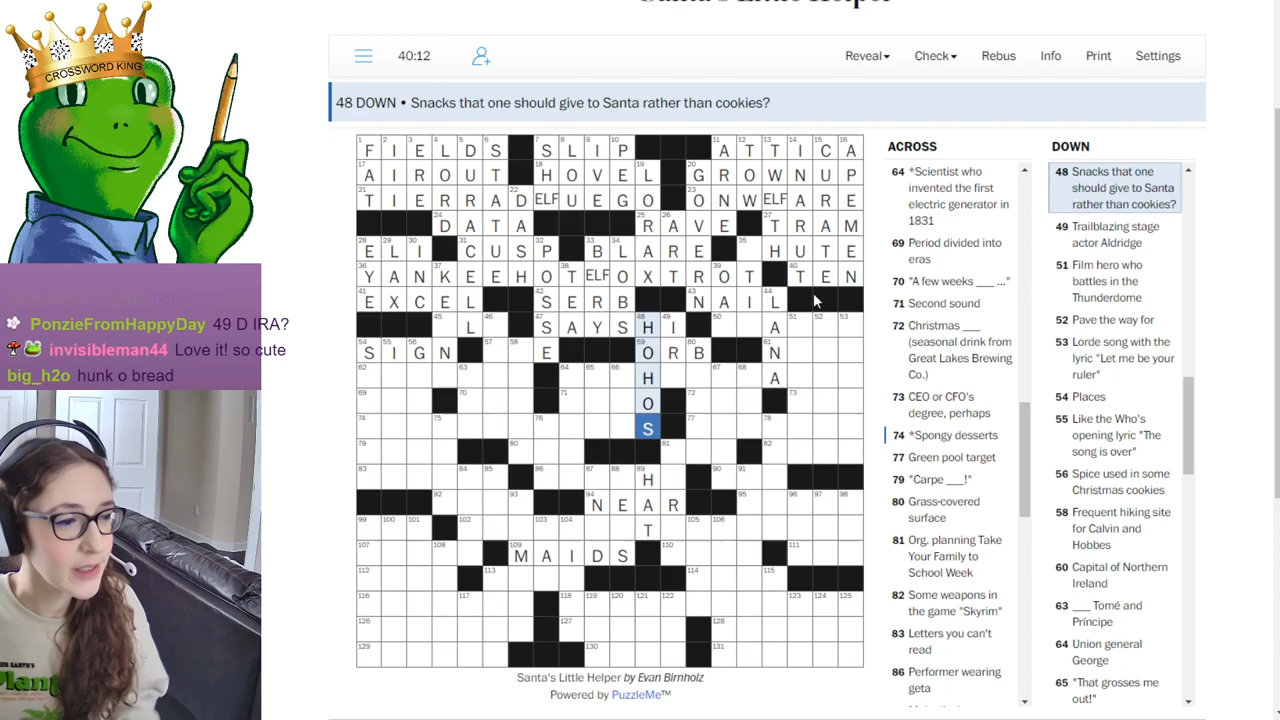 Santa's Little Helper
CROSSWORD KING
40:12
Reveal
Check
Rebus
Info
Print
Settings
48 DOWN • Snacks that one should give to Santa rather than cookies?
PonzieFromHappyDay 49 D IRA?
invisibleman44 Love it! so cute
big_h2o hunk o bread
F I E L D S S L I P A T T I C A
A I R O U T H O V E L G R O W N U P
T I E R R A D ELF U E G O O N W ELF A R E
D A T A R A V E T R A M
E L I C U S P B L A R E H U T E
Y A N K E E H O T ELF O X T R O T T E N
E X C E L S E R B N A I L
L S A Y S H I A
S I G N E O R B N
H A
O
S
H
N E A R
T
M A I D S
Santa's Little Helper by Evan Birnholz
Powered by PuzzleMe™
ACROSS
64 *Scientist who
invented the first
electric generator in
1831
69 Period divided into
eras
70 "A few weeks ___ ..."
71 Second sound
72 Christmas ___
(seasonal drink from
Great Lakes Brewing
Co.)
73 CEO or CFO's
degree, perhaps
74 *Spongy desserts
77 Green pool target
79 "Carpe ___!"
80 Grass-covered
surface
81 Org. planning Take
Your Family to
School Week
82 Some weapons in
the game "Skyrim"
83 Letters you can't
read
86 Performer wearing
geta
DOWN
48 Snacks that one
should give to Santa
rather than cookies?
49 Trailblazing stage
actor Aldridge
51 Film hero who
battles in the
Thunderdome
52 Pave the way for
53 Lorde song with the
lyric "Let me be your
ruler"
54 Places
55 Like the Who's
opening lyric "The
song is over"
56 Spice used in some
Christmas cookies
58 Frequent hiking site
for Calvin and
Hobbes
60 Capital of Northern
Ireland
63 ___ Tomé and
Príncipe
64 Union general
George
65 "That grosses me
out!"